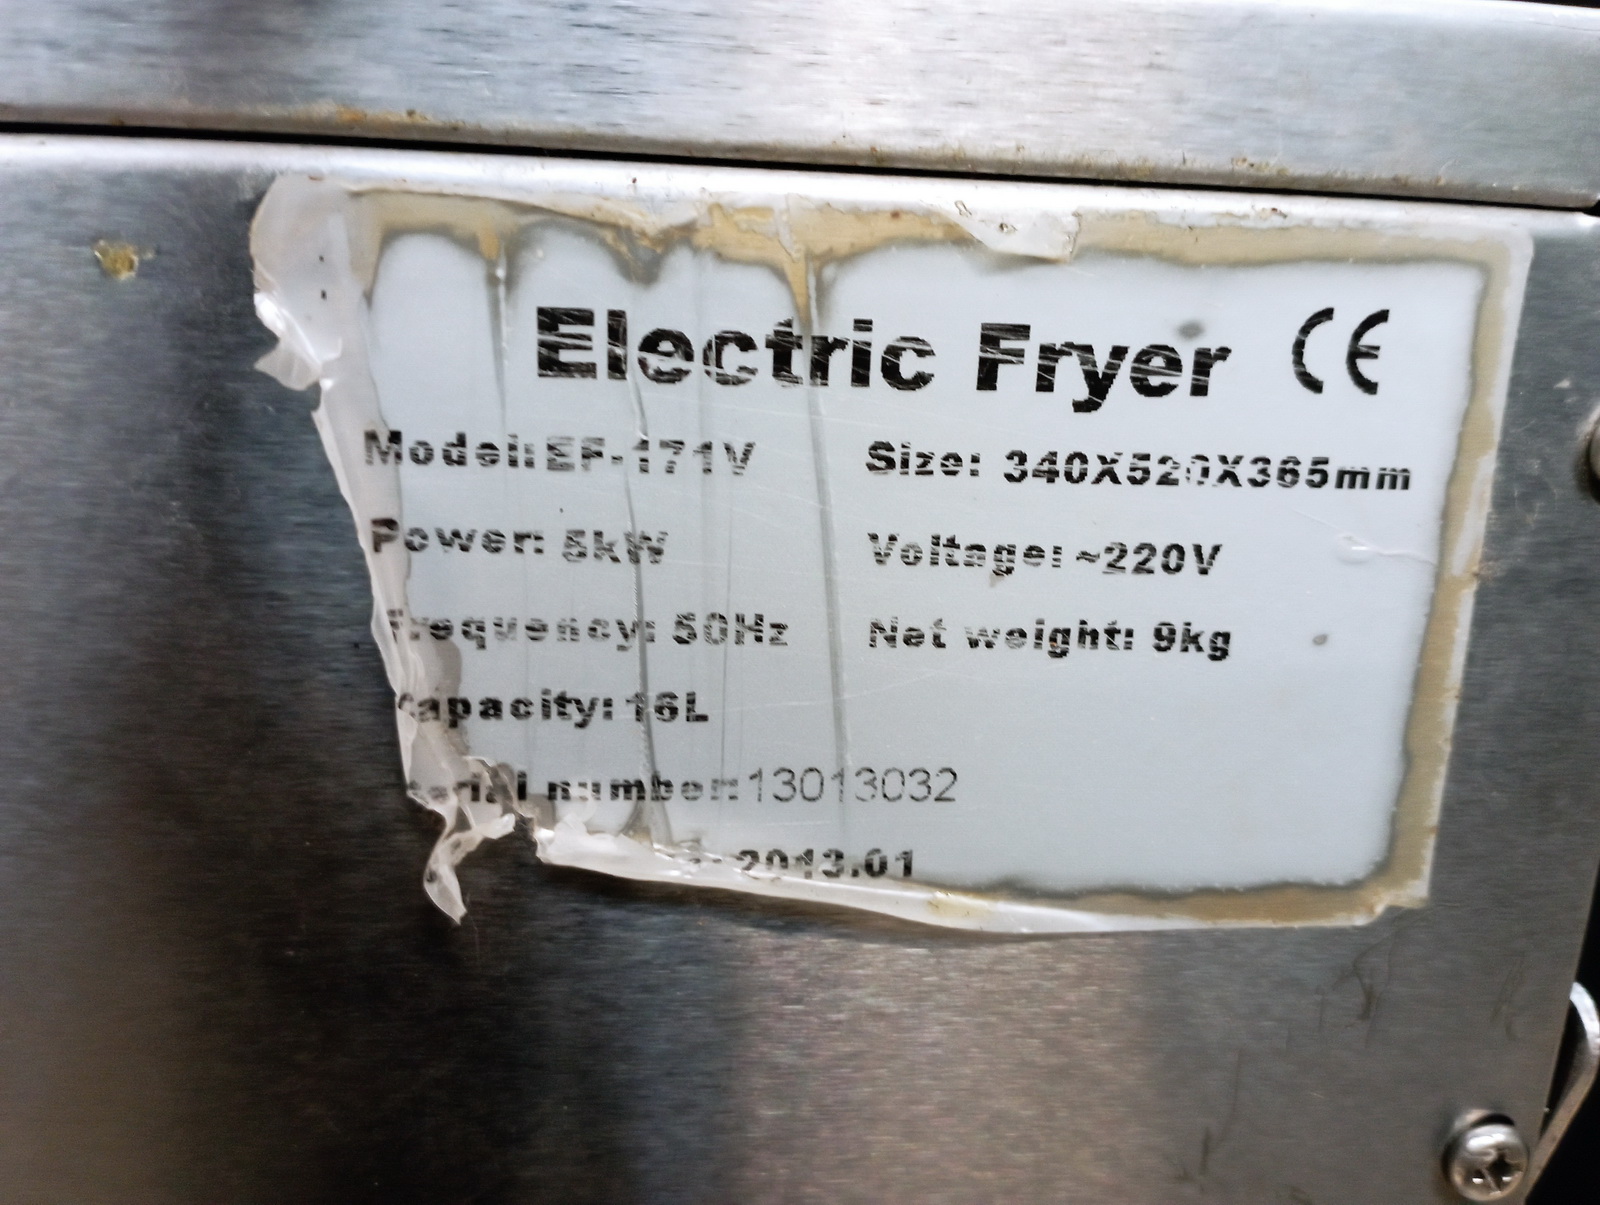 Electric Fryer CE
Model: EF-171V Size: 340X520X365mm
Power: 5kW Voltage: ~220V
Frequency: 50Hz Net weight: 9kg
Capacity: 16L
Serial number: 13013032
2013.01